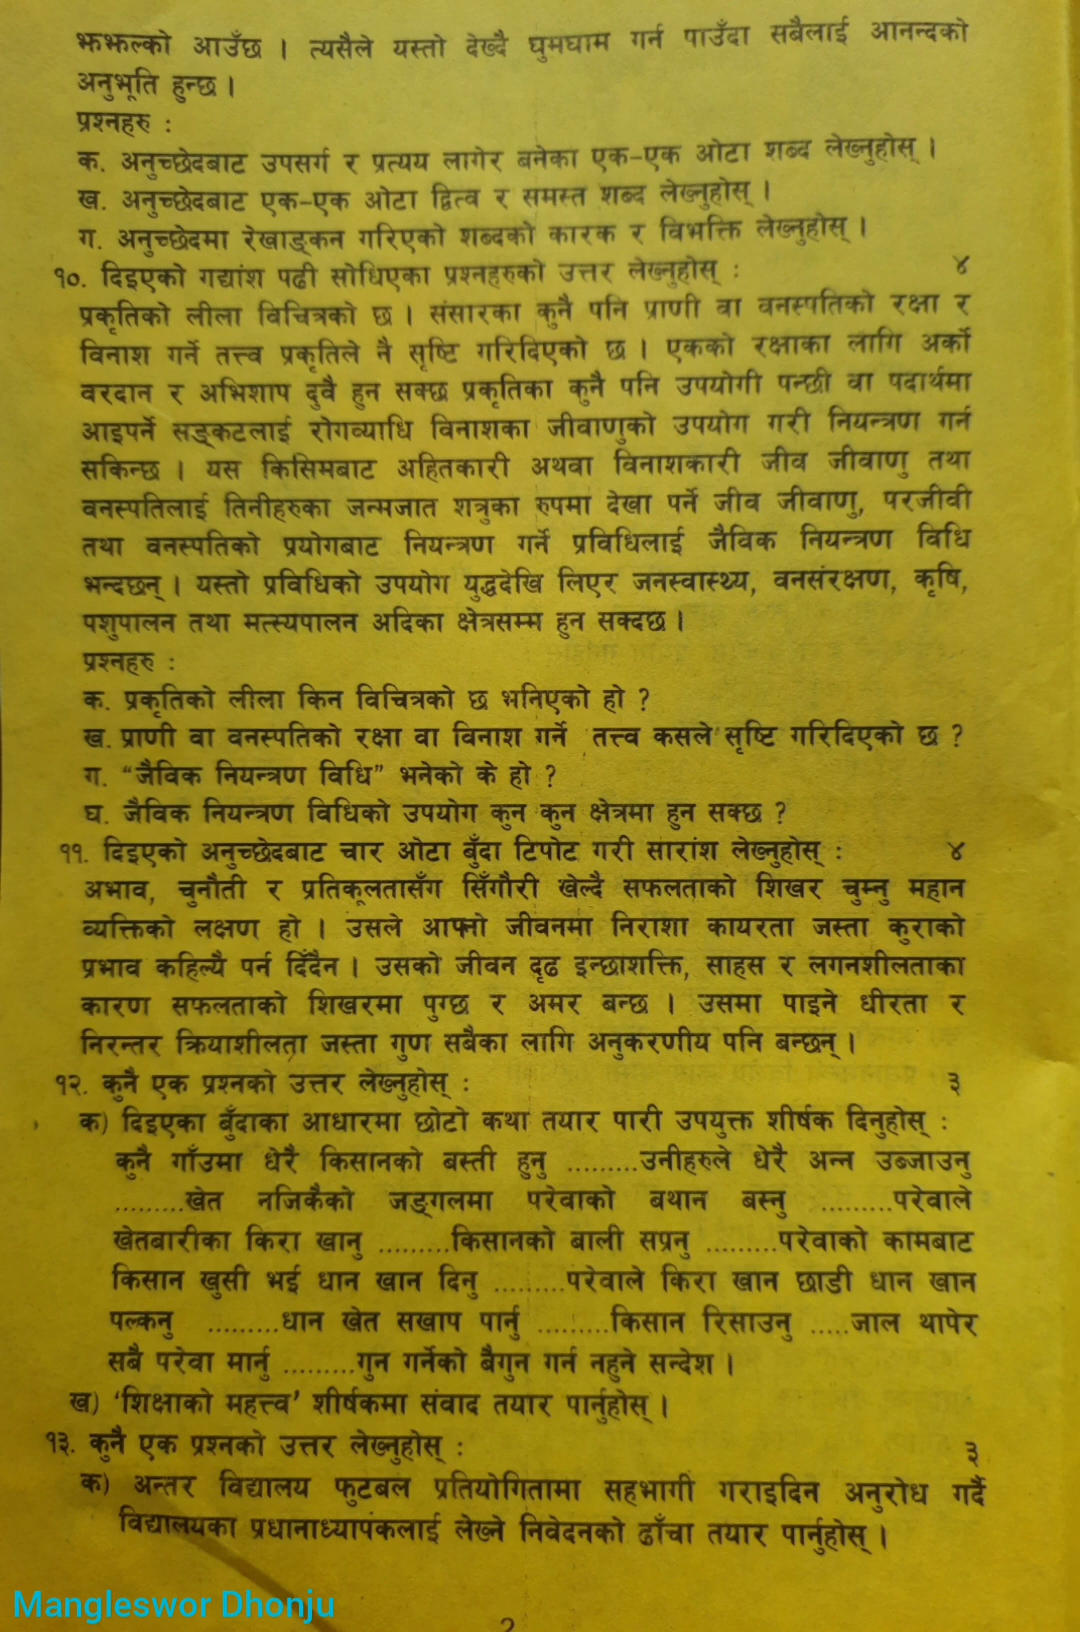 झझल्को आउँछ । त्यसैले यस्तो देख्दै घुमघाम गर्न पाउँदा सबैलाई आनन्दको
अनुभूति हुन्छ ।
प्रश्नहरु :
क. अनुच्छेदबाट उपसर्ग र प्रत्यय लागेर बनेका एक-एक ओटा शब्द लेख्नुहोस् ।
ख. अनुच्छेदबाट एक-एक ओटा द्वित्व र समस्त शब्द लेख्नुहोस् ।
ग. अनुच्छेदमा रेखाङ्कन गरिएको शब्दको कारक र विभक्ति लेख्नुहोस् ।
१०. दिइएको गद्यांश पढी सोधिएका प्रश्नहरुको उत्तर लेख्नुहोस् : ४
प्रकृतिको लीला विचित्रको छ । संसारका कुनै पनि प्राणी वा वनस्पतिको रक्षा र
विनाश गर्ने तत्त्व प्रकृतिले नै सृष्टि गरिदिएको छ । एकको रक्षाका लागि अर्को
वरदान र अभिशाप दुवै हुन सक्छ प्रकृतिका कुनै पनि उपयोगी पन्छी वा पदार्थमा
आइपर्ने सङ्कटलाई रोगव्याधि विनाशका जीवाणुको उपयोग गरी नियन्त्रण गर्न
सकिन्छ । यस किसिमबाट अहितकारी अथवा विनाशकारी जीव जीवाणु तथा
वनस्पतिलाई तिनीहरुका जन्मजात शत्रुका रुपमा देखा पर्ने जीव जीवाणु, परजीवी
तथा वनस्पतिको प्रयोगबाट नियन्त्रण गर्ने प्रविधिलाई जैविक नियन्त्रण विधि
भन्दछन् । यस्तो प्रविधिको उपयोग युद्धदेखि लिएर जनस्वास्थ्य, वनसंरक्षण, कृषि,
पशुपालन तथा मत्स्यपालन अदिका क्षेत्रसम्म हुन सक्दछ ।
प्रश्नहरु :
क. प्रकृतिको लीला किन विचित्रको छ भनिएको हो ?
ख. प्राणी वा वनस्पतिको रक्षा वा विनाश गर्ने तत्त्व कसले सृष्टि गरिदिएको छ ?
ग. “जैविक नियन्त्रण विधि” भनेको के हो ?
घ. जैविक नियन्त्रण विधिको उपयोग कुन कुन क्षेत्रमा हुन सक्छ ?
११. दिइएको अनुच्छेदबाट चार ओटा बुँदा टिपोट गरी सारांश लेख्नुहोस् : ४
अभाव, चुनौती र प्रतिकूलतासँग सिँगौरी खेल्दै सफलताको शिखर चुम्नु महान
व्यक्तिको लक्षण हो । उसले आफ्नो जीवनमा निराशा कायरता जस्ता कुराको
प्रभाव कहिल्यै पर्न दिँदैन । उसको जीवन दृढ इन्छाशक्ति, साहस र लगनशीलताका
कारण सफलताको शिखरमा पुग्छ र अमर बन्छ । उसमा पाइने धीरता र
निरन्तर क्रियाशीलता जस्ता गुण सबैका लागि अनुकरणीय पनि बन्छन् ।
१२. कुनै एक प्रश्नको उत्तर लेख्नुहोस् : ३
क) दिइएका बुँदाका आधारमा छोटो कथा तयार पारी उपयुक्त शीर्षक दिनुहोस् :
कुनै गाँउमा धेरै किसानको बस्ती हुनु .........उनीहरुले धेरै अन्न उब्जाउनु
.........खेत नजिकैको जङ्गलमा परेवाको बथान बस्नु .........परेवाले
खेतबारीका किरा खानु .........किसानको बाली सप्रनु .........परेवाको कामबाट
किसान खुसी भई धान खान दिनु .........परेवाले किरा खान छाडी धान खान
पल्कनु .........धान खेत सखाप पार्नु .........किसान रिसाउनु .....जाल थापेर
सबै परेवा मार्नु .........गुन गर्नेको बैगुन गर्न नहुने सन्देश ।
ख) ‘शिक्षाको महत्त्व’ शीर्षकमा संवाद तयार पार्नुहोस् ।
१३. कुनै एक प्रश्नको उत्तर लेख्नुहोस् : ३
क) अन्तर विद्यालय फुटबल प्रतियोगितामा सहभागी गराइदिन अनुरोध गर्दै
विद्यालयका प्रधानाध्यापकलाई लेख्ने निवेदनको ढाँचा तयार पार्नुहोस् ।
Mangleswor Dhonju